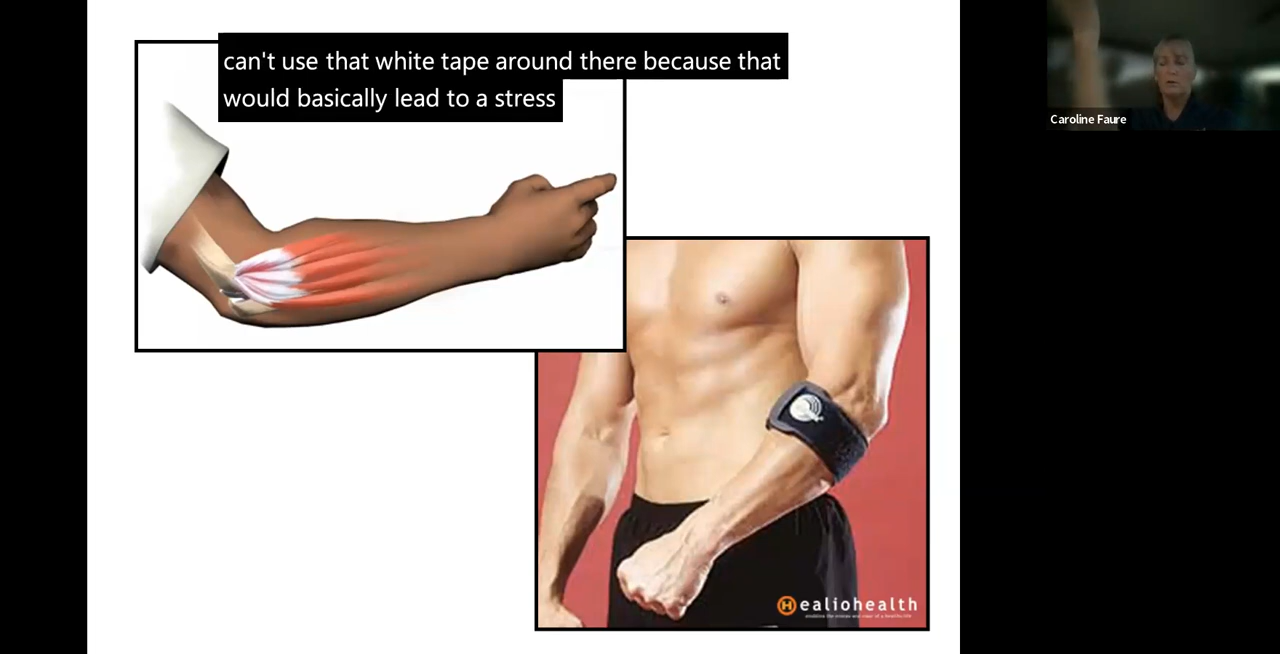 can't use that white tape around there because that
would basically lead to a stress
Caroline Faure
Healiohealth